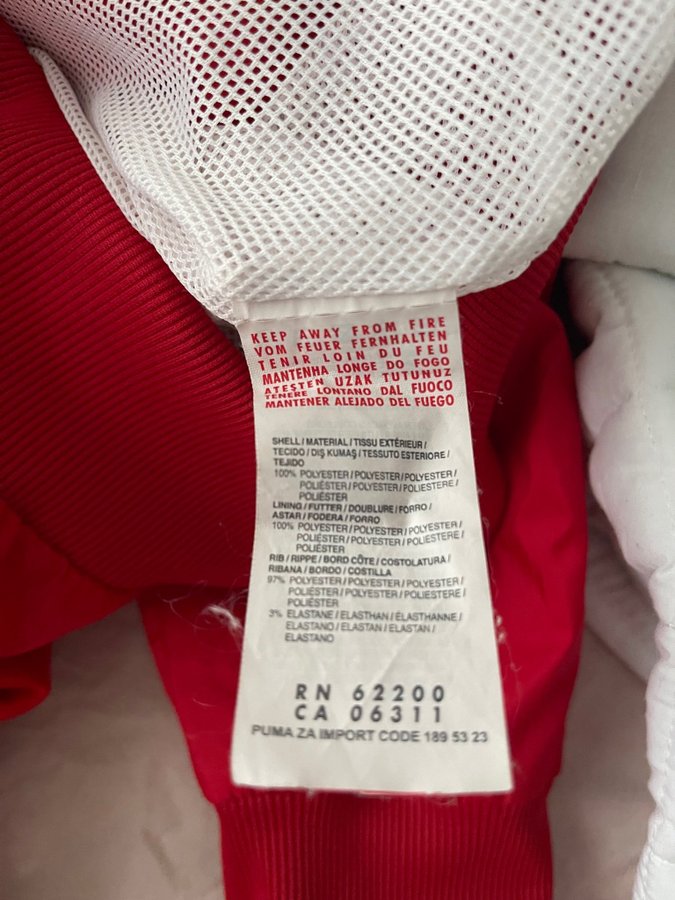 KEEP AWAY FROM FIRE
VOM FEUER FERNHALTEN
TENIR LOIN DU FEU
MANTENHA LONGE DO FOGO
ATEŞTEN UZAK TUTUNUZ
TENERE LONTANO DAL FUOCO
MANTENER ALEJADO DEL FUEGO
SHELL / MATERIAL / TISSU EXTÉRIEUR /
TECIDO / DIŞ KUMAŞ / TESSUTO ESTERIORE /
TEJIDO
100% POLYESTER / POLYESTER / POLYESTER /
POLIÉSTER / POLYESTER / POLIESTERE /
POLIÉSTER
LINING / FUTTER / DOUBLURE / FORRO /
ASTAR / FODERA / FORRO
100% POLYESTER / POLYESTER / POLYESTER /
POLIÉSTER / POLYESTER / POLIESTERE /
POLIÉSTER
RIB / RIPPE / BORD CÔTE / COSTOLATURA /
RIBANA / BORDO / COSTILLA
97% POLYESTER / POLYESTER / POLYESTER /
POLIÉSTER / POLYESTER / POLIESTERE /
POLIÉSTER
3% ELASTANE / ELASTHAN / ÉLASTHANNE /
ELASTANO / ELASTAN / ELASTAN /
ELASTANO
RN 62200
CA 06311
PUMA ZA IMPORT CODE 189 53 23